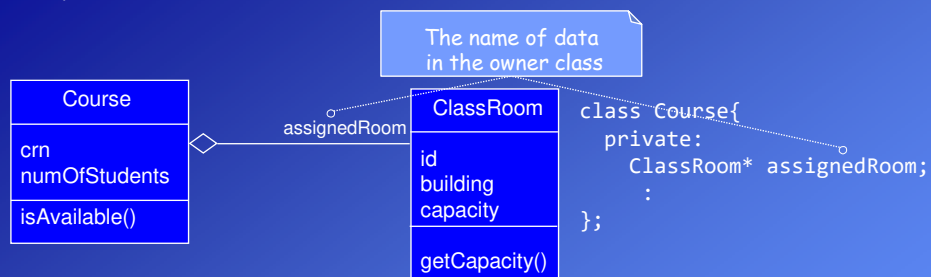 The name of data
in the owner class
Course
crn
numOfStudents
isAvailable()
assignedRoom
ClassRoom
id
building
capacity
getCapacity()
class Course{
private:
ClassRoom* assignedRoom;
:
};